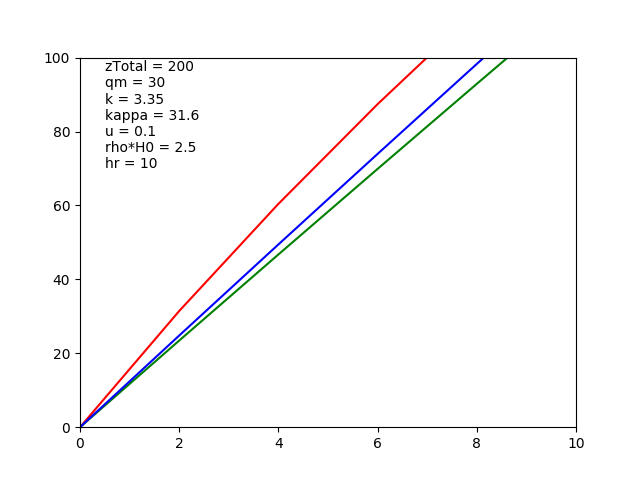 100
80
60
40
20
0
zTotal = 200
qm = 30
k = 3.35
kappa = 31.6
u = 0.1
rho*H0 = 2.5
hr = 10
0 2 4 6 8 10